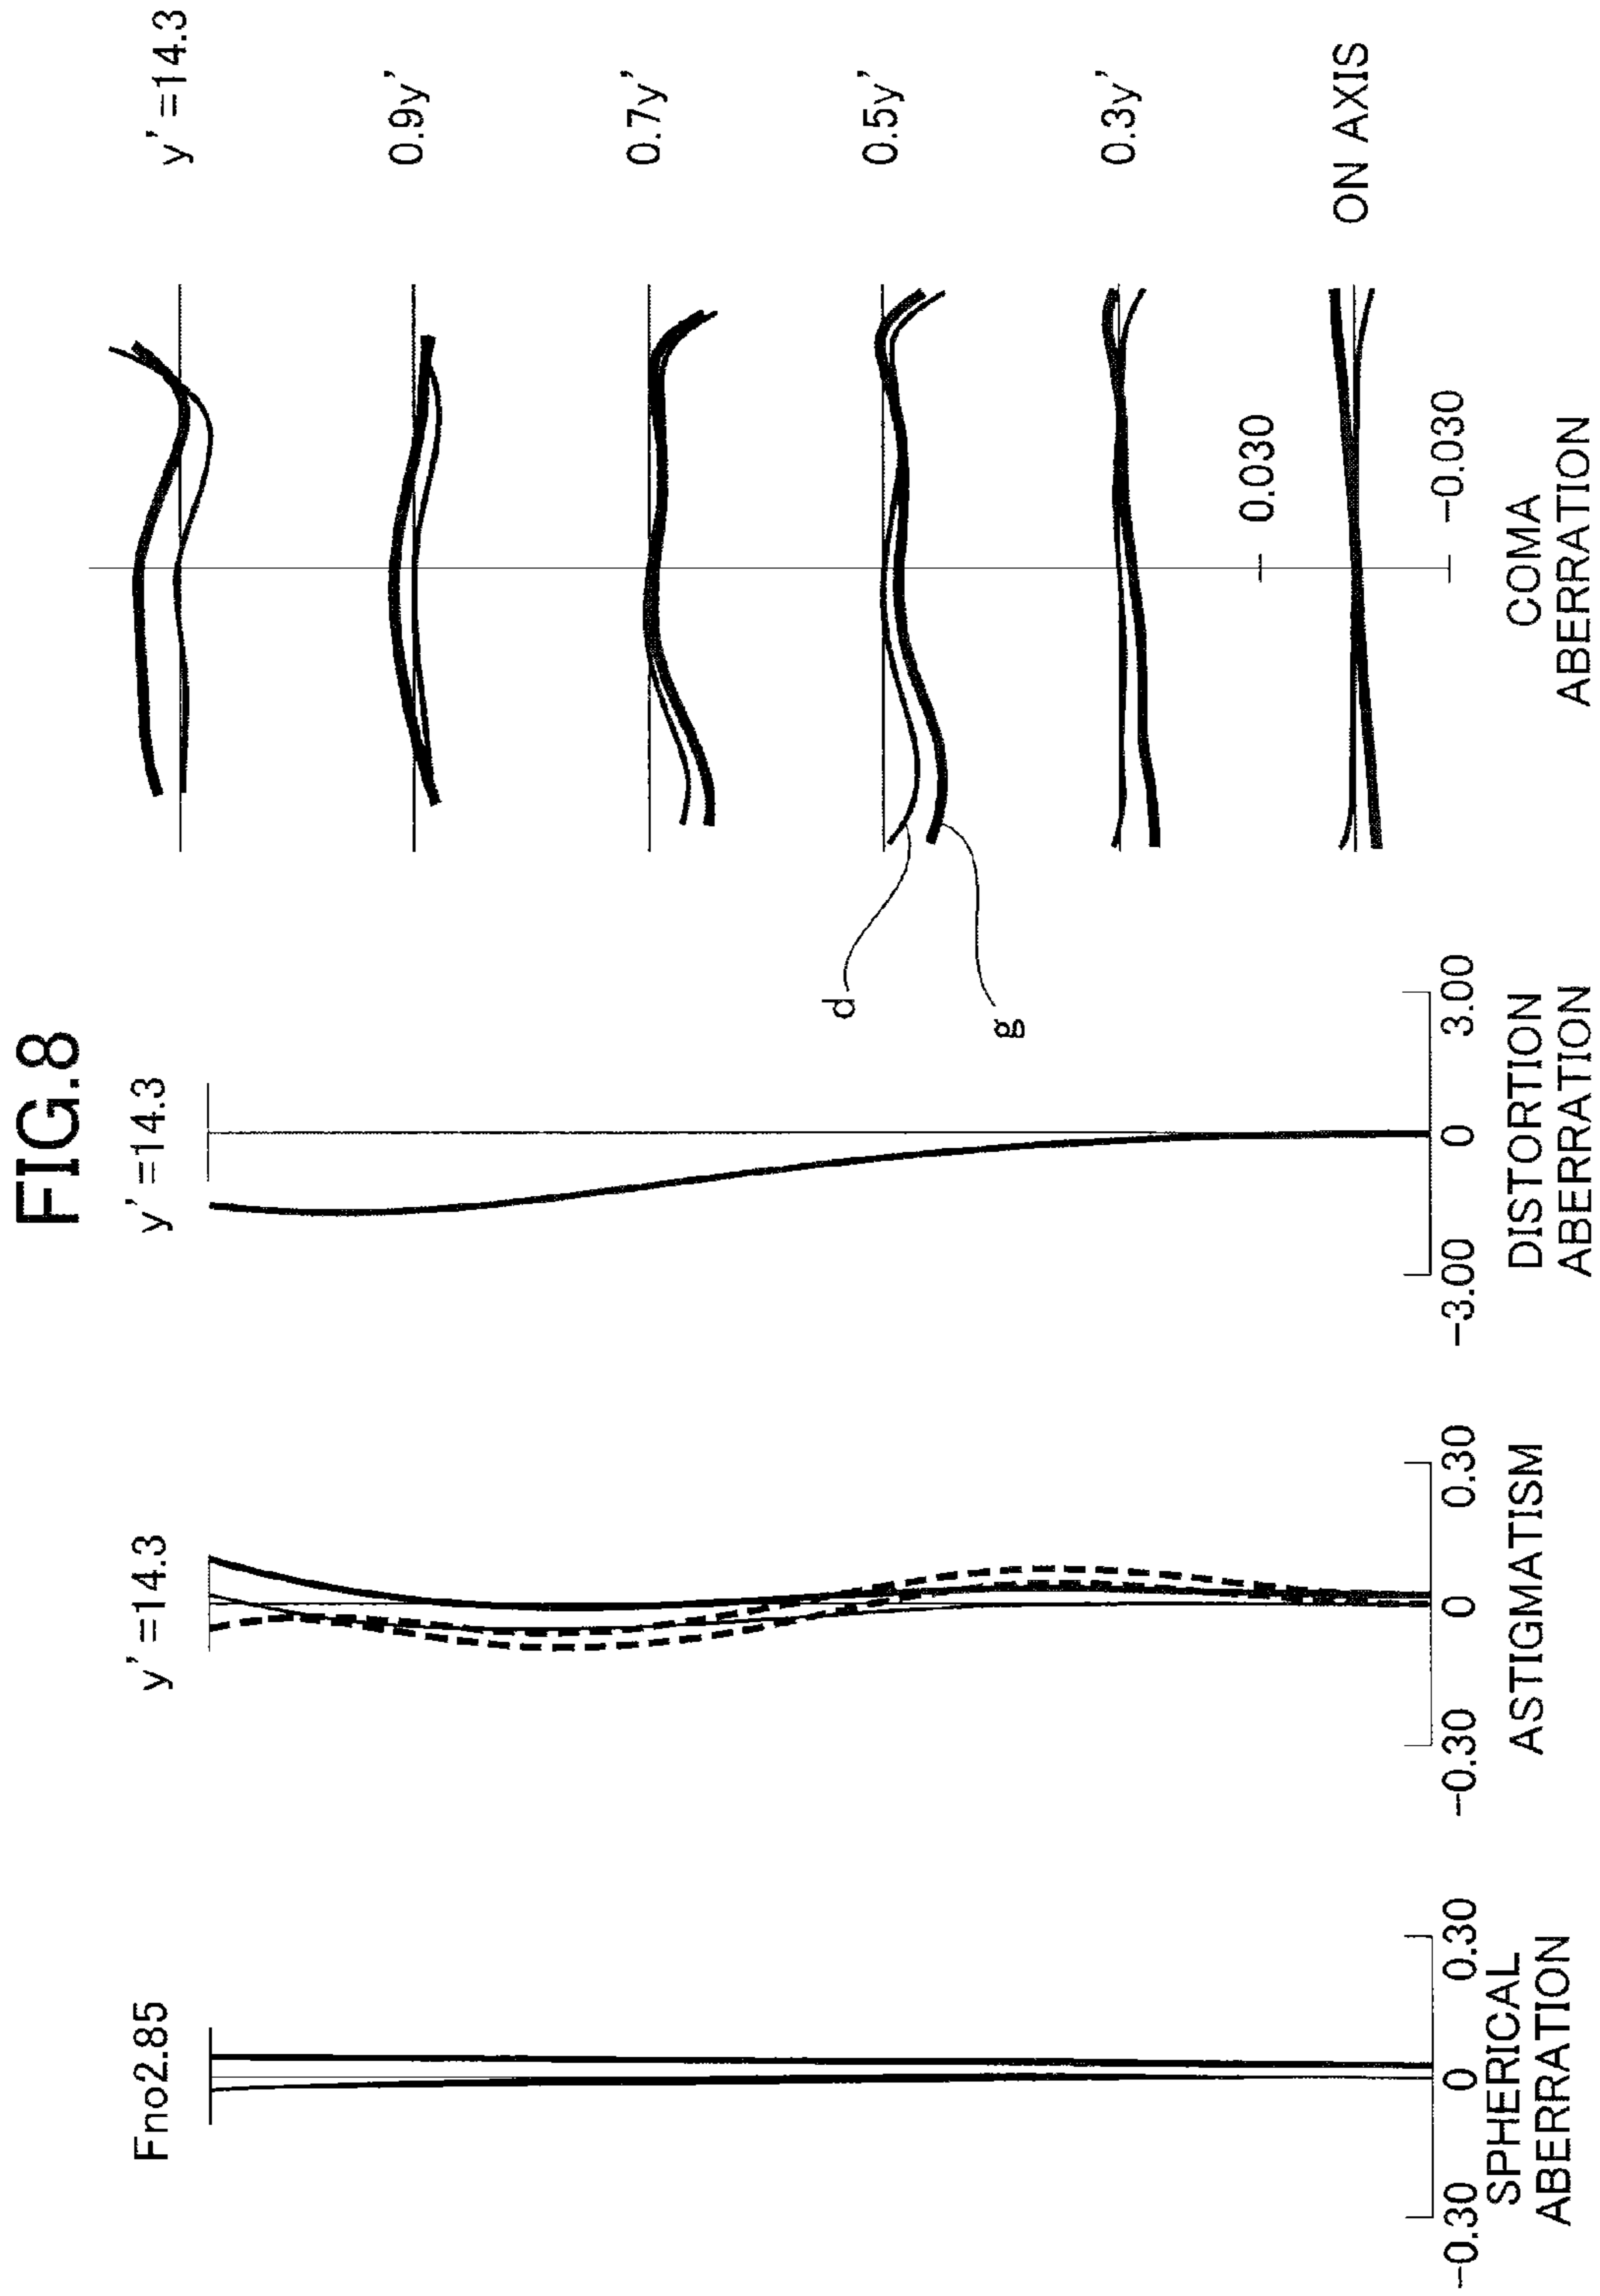 FIG.8
Fno2.85
-0.30 0 0.30
SPHERICAL
ABERRATION
y'=14.3
-0.30 0 0.30
ASTIGMATISM
y'=14.3
-3.00 0 3.00
DISTORTION
ABERRATION
y'=14.3
0.9y'
0.7y'
0.5y'
d
g
0.3y'
0.030
ON AXIS
-0.030
COMA
ABERRATION